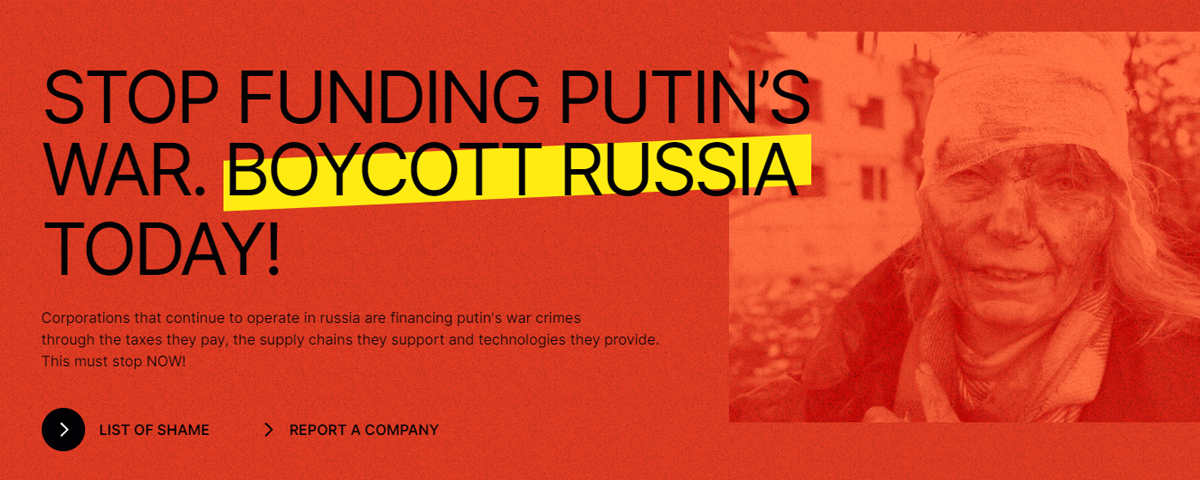 STOP FUNDING PUTIN’S
WAR. BOYCOTT RUSSIA
TODAY!
Corporations that continue to operate in russia are financing putin's war crimes
through the taxes they pay, the supply chains they support and technologies they provide.
This must stop NOW!
LIST OF SHAME
REPORT A COMPANY